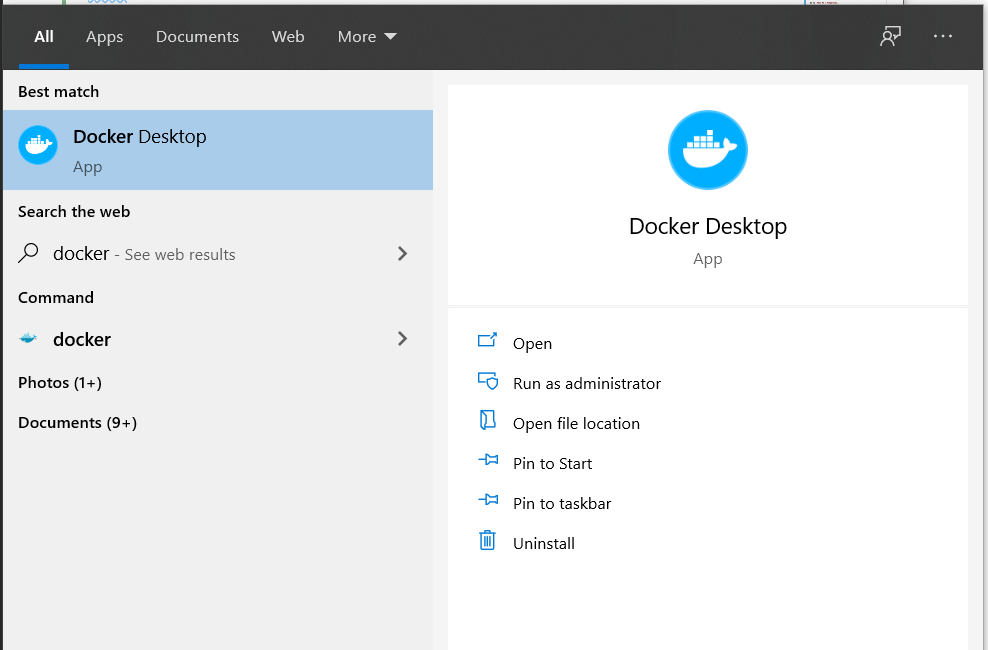 All Apps Documents Web More
Best match
Docker Desktop
App
Search the web
docker - See web results
Command
docker
Photos (1+)
Documents (9+)
Docker Desktop
App
Open
Run as administrator
Open file location
Pin to Start
Pin to taskbar
Uninstall